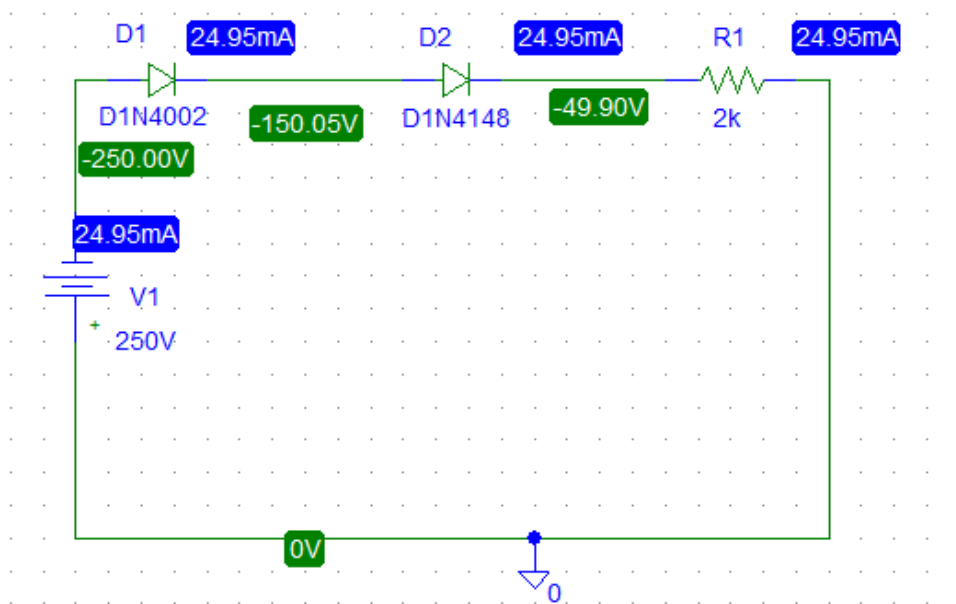 D1
24.95mA
D2
24.95mA
R1
24.95mA
D1N4002
-150.05V
D1N4148
-49.90V
2k
-250.00V
24.95mA
V1
+
250V
0V
0